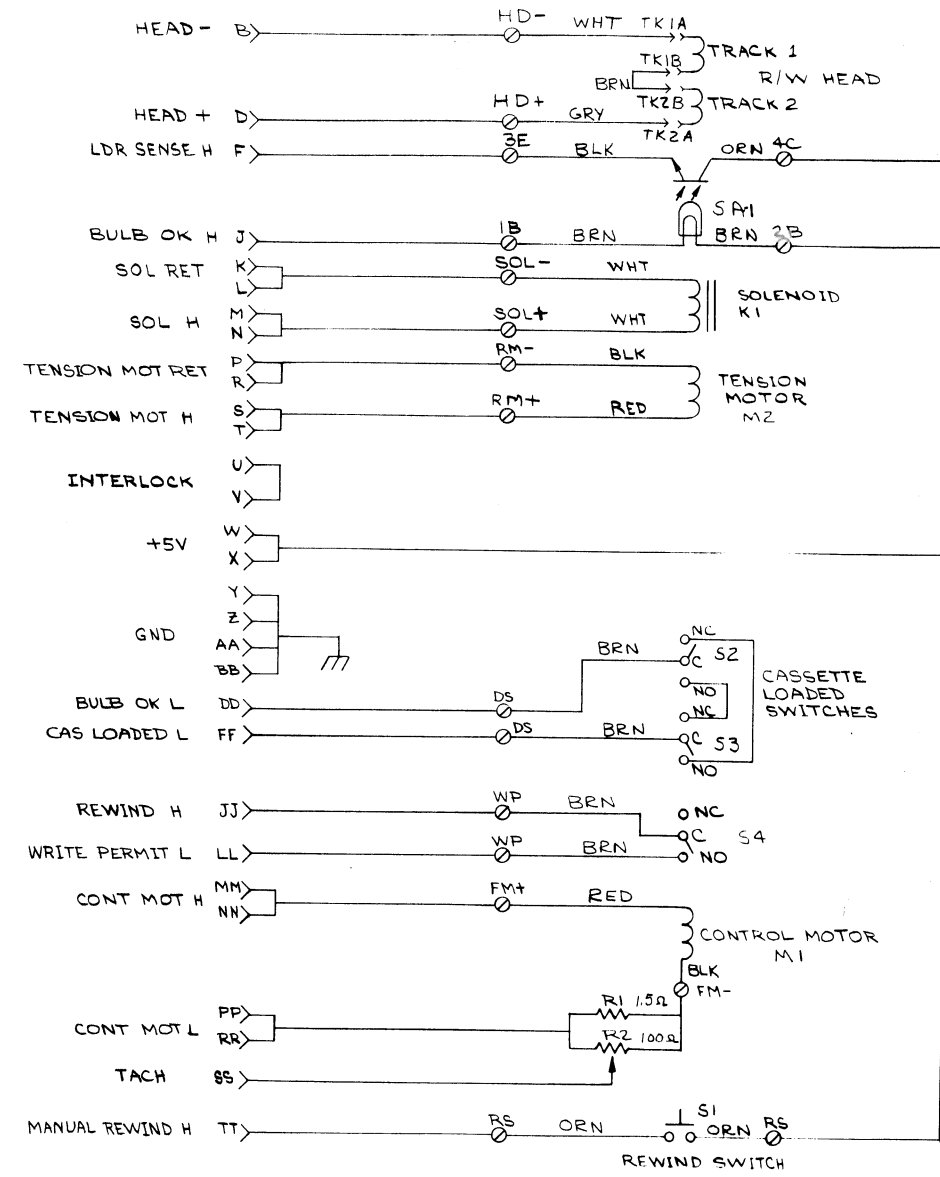 HEAD- B HD- WHT TK1A
TRACK 1
TK1B
BRN
R/W HEAD
TK2B TRACK 2
HEAD + D HD+ GRY
TK2A
LDR SENSE H F 3E BLK ORN 4C
SA1
BULB OK H J 1B BRN BRN 2B
SOL RET K L SOL- WHT
SOLENOID
K1
SOL H M N SOL+ WHT
TENSION MOT RET P R RM- BLK
TENSION
MOTOR
M2
TENSION MOT H S T RM+ RED
INTERLOCK U V
+5V W X
GND Y Z AA BB
BRN NC
C S2
NO
NC
CASSETTE
LOADED
SWITCHES
BULB OK L DD DS
CAS LOADED L FF DS BRN C S3
NO
REWIND H JJ WP BRN NC
C S4
WRITE PERMIT L LL WP BRN NO
CONT MOT H MM NN FM+ RED
CONTROL MOTOR
M1
BLK
FM-
R1 1.5Ω
CONT MOT L PP RR
R2 100Ω
TACH SS
MANUAL REWIND H TT RS ORN S1 ORN RS
REWIND SWITCH